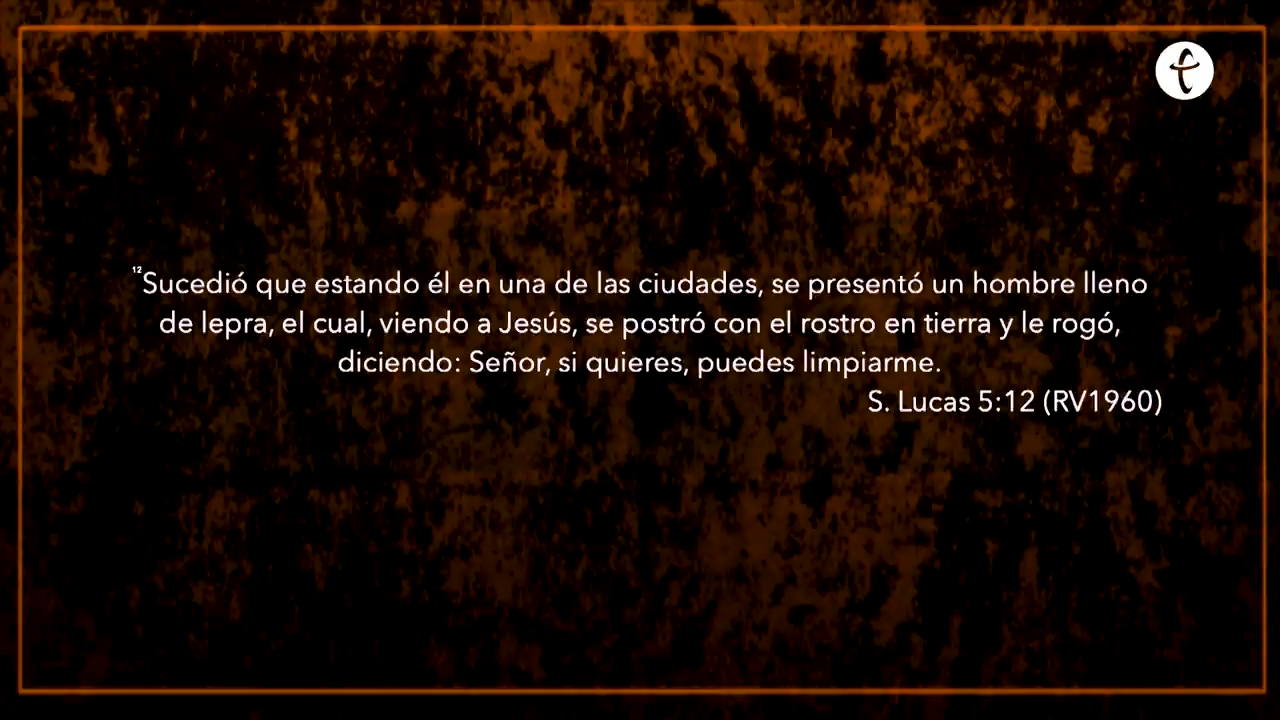 ¹²Sucedió que estando él en una de las ciudades, se presentó un hombre lleno
de lepra, el cual, viendo a Jesús, se postró con el rostro en tierra y le rogó,
diciendo: Señor, si quieres, puedes limpiarme.
S. Lucas 5:12 (RV1960)